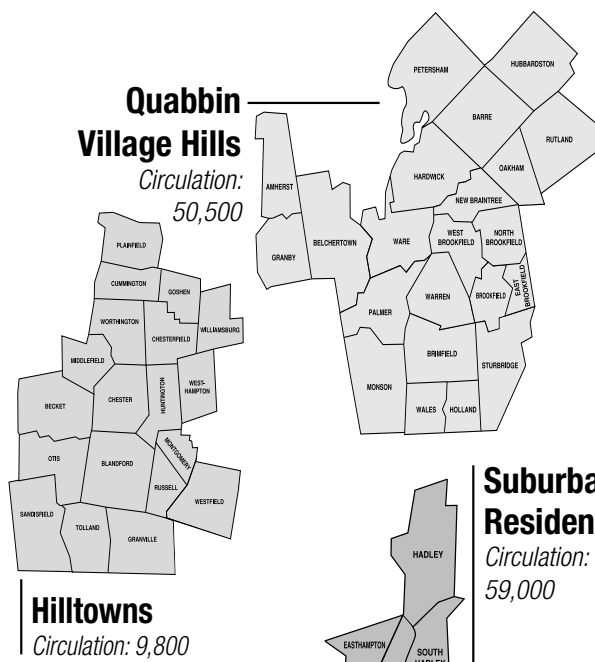 Quabbin
Village Hills
Circulation:
50,500
PETERSHAM
HUBBARDSTON
BARRE
RUTLAND
HARDWICK
OAKHAM
NEW BRAINTREE
AMHERST
BELCHERTOWN
GRANBY
WARE
WEST
BROOKFIELD
NORTH
BROOKFIELD
EAST
BROOKFIELD
BROOKFIELD
WARREN
PALMER
BRIMFIELD
STURBRIDGE
MONSON
WALES
HOLLAND
PLAINFIELD
CUMMINGTON
GOSHEN
WORTHINGTON
CHESTERFIELD
WILLIAMSBURG
MIDDLEFIELD
WEST-
HAMPTON
HUNTINGTON
CHESTER
BECKET
MONTGOMERY
OTIS
BLANDFORD
RUSSELL
WESTFIELD
SANDISFIELD
TOLLAND
GRANVILLE
Hilltowns
Circulation: 9,800
Suburba
Residen
Circulation:
59,000
HADLEY
EASTHAMPTON
SOUTH
HADLEY